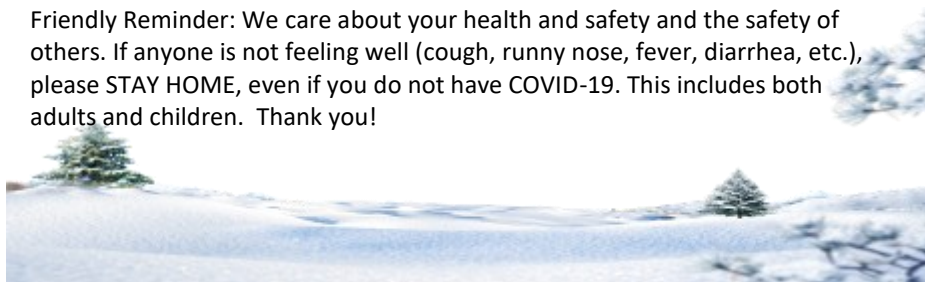 Friendly Reminder: We care about your health and safety and the safety of
others. If anyone is not feeling well (cough, runny nose, fever, diarrhea, etc.),
please STAY HOME, even if you do not have COVID-19. This includes both
adults and children.  Thank you!